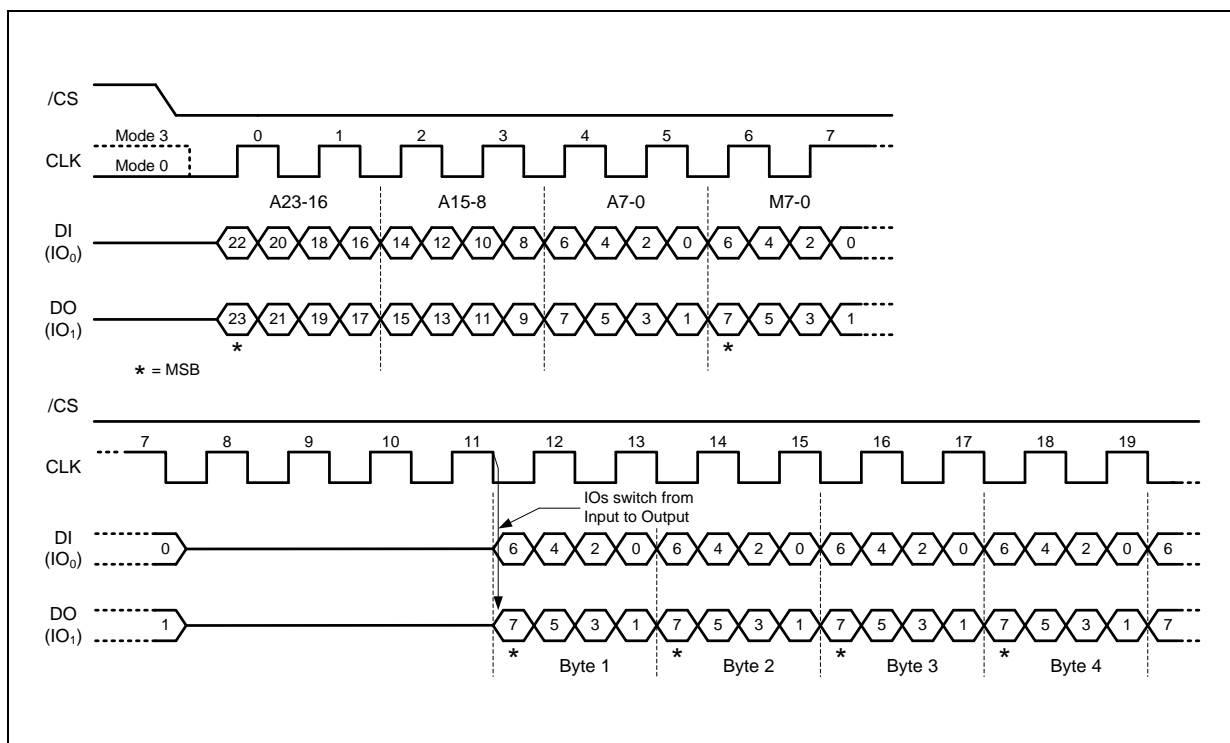 /CS
Mode 3 0 1 2 3 4 5 6 7
CLK
Mode 0
A23-16 A15-8 A7-0 M7-0
DI
(IO0) 22 20 18 16 14 12 10 8 6 4 2 0 6 4 2 0
DO
(IO1) 23 21 19 17 15 13 11 9 7 5 3 1 7 5 3 1
* *
* = MSB
/CS
7 8 9 10 11 12 13 14 15 16 17 18 19
CLK
IOs switch from
Input to Output
DI
(IO0) 0 6 4 2 0 6 4 2 0 6 4 2 0 6 4 2 0 6
DO
(IO1) 1 7 5 3 1 7 5 3 1 7 5 3 1 7 5 3 1 7
* * * *
Byte 1 Byte 2 Byte 3 Byte 4